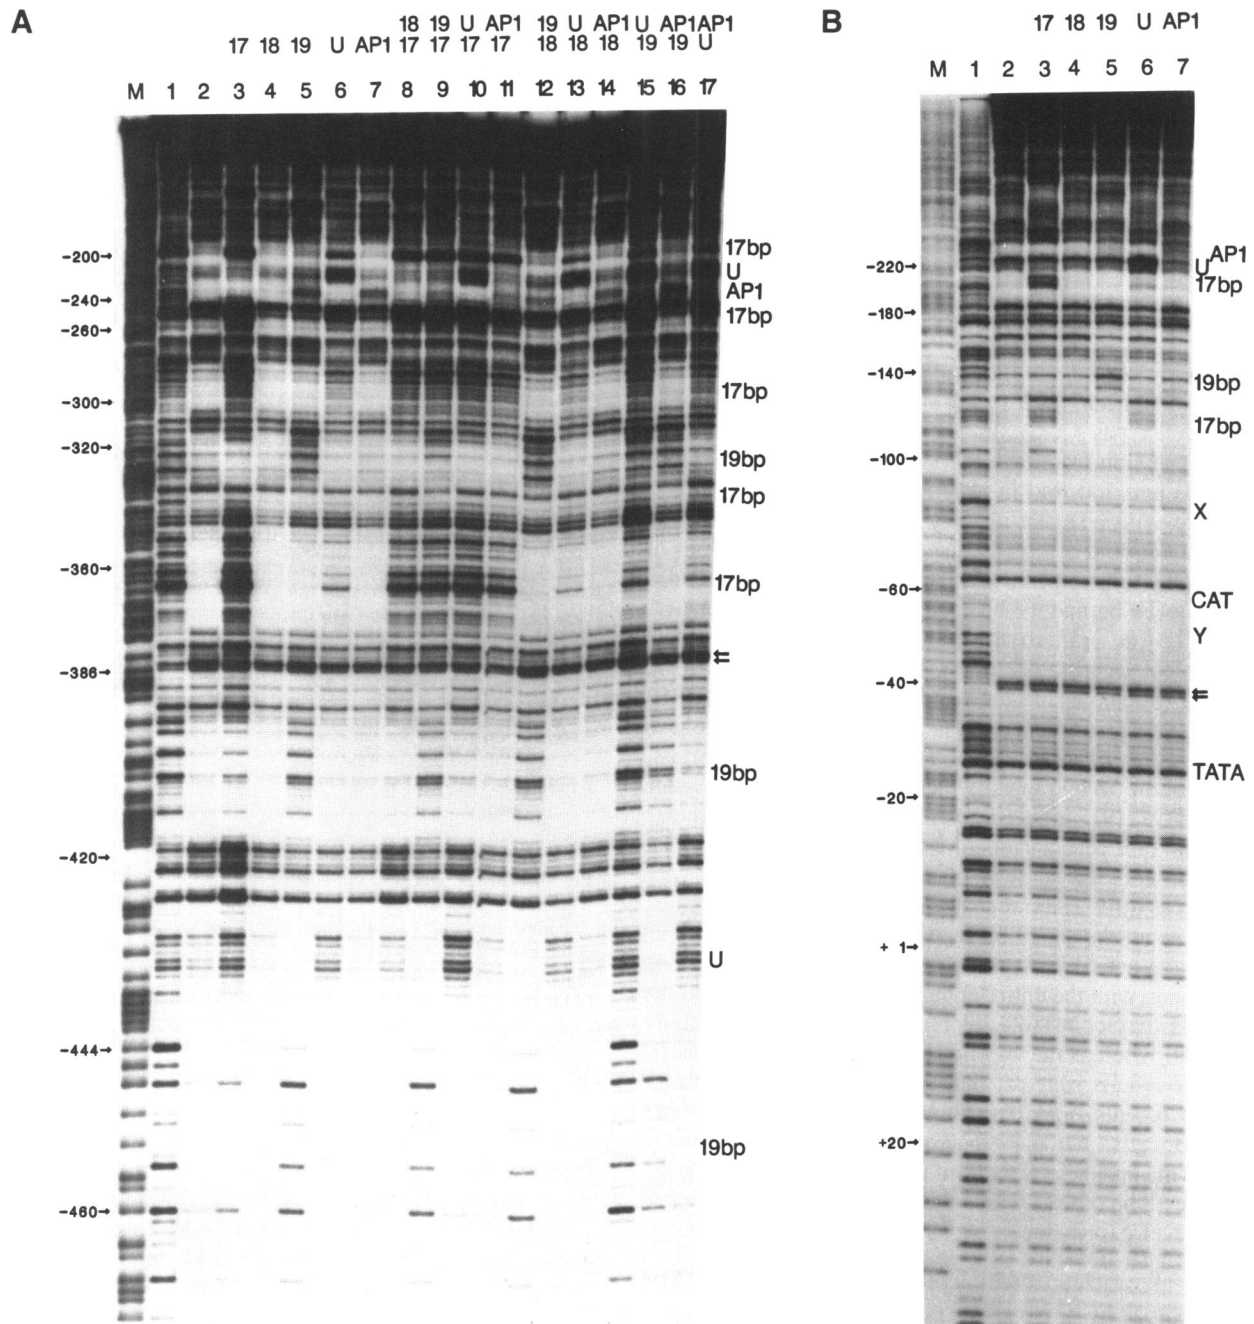 A
18 19 U AP1 19 U AP1 U AP1 AP1
17 18 19 U AP1 17 17 17 17 18 18 18 19 19 U
M 1 2 3 4 5 6 7 8 9 10 11 12 13 14 15 16 17
-200→
-240→
-260→
-300→
-320→
-360→
-386→
-420→
-444→
-460→
17bp
U
AP1
17bp
17bp
19bp
17bp
17bp
19bp
U
19bp
B
17 18 19 U AP1
M 1 2 3 4 5 6 7
-220→
-180→
-140→
-100→
-60→
-40→
-20→
+ 1→
+20→
AP1
U
17bp
19bp
17bp
X
CAT
Y
TATA